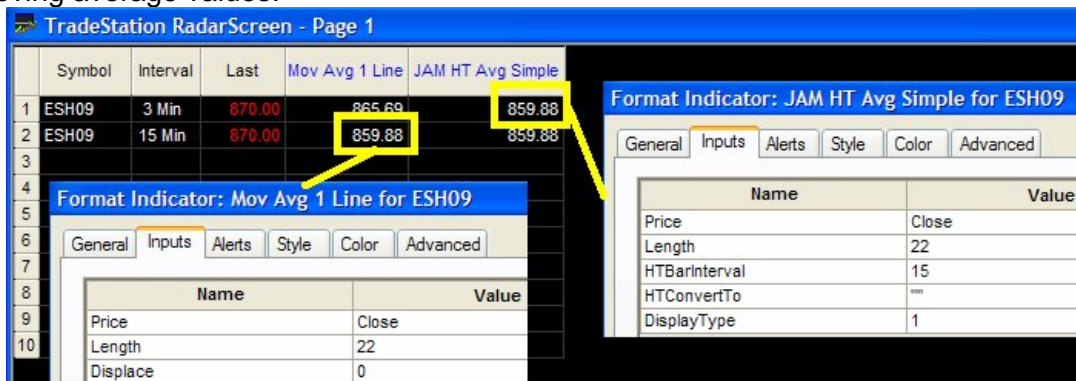 TradeStation RadarScreen - Page 1
Symbol Interval Last Mov Avg 1 Line JAM HT Avg Simple
1 ESH09 3 Min 870.00 865.69 859.88
2 ESH09 15 Min 870.00 859.88 859.88
3
4
5
6
7
8
9
10
Format Indicator: Mov Avg 1 Line for ESH09
General Inputs Alerts Style Color Advanced
Name Value
Price Close
Length 22
Displace 0
Format Indicator: JAM HT Avg Simple for ESH09
General Inputs Alerts Style Color Advanced
Name Value
Price Close
Length 22
HTBarInterval 15
HTConvertTo ""
DisplayType 1